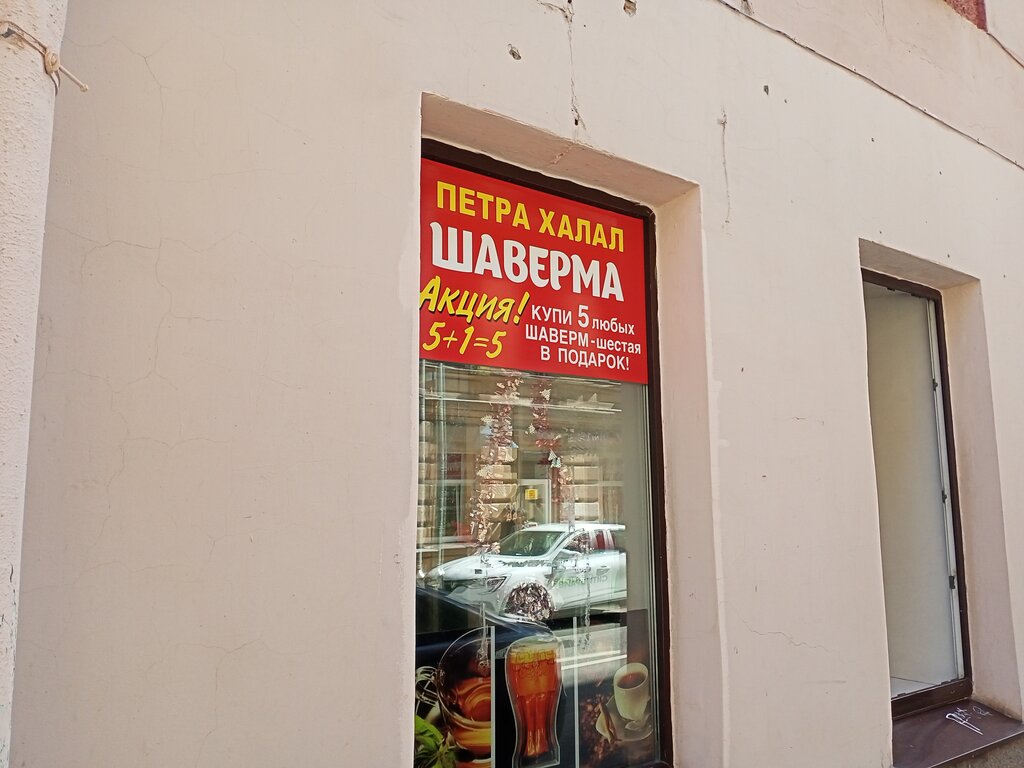 ПЕТРА ХАЛАЛ
ШАВЕРМА
Акция!
5+1=5
КУПИ 5 любых
ШАВЕРМ-шестая
В ПОДАРОК!